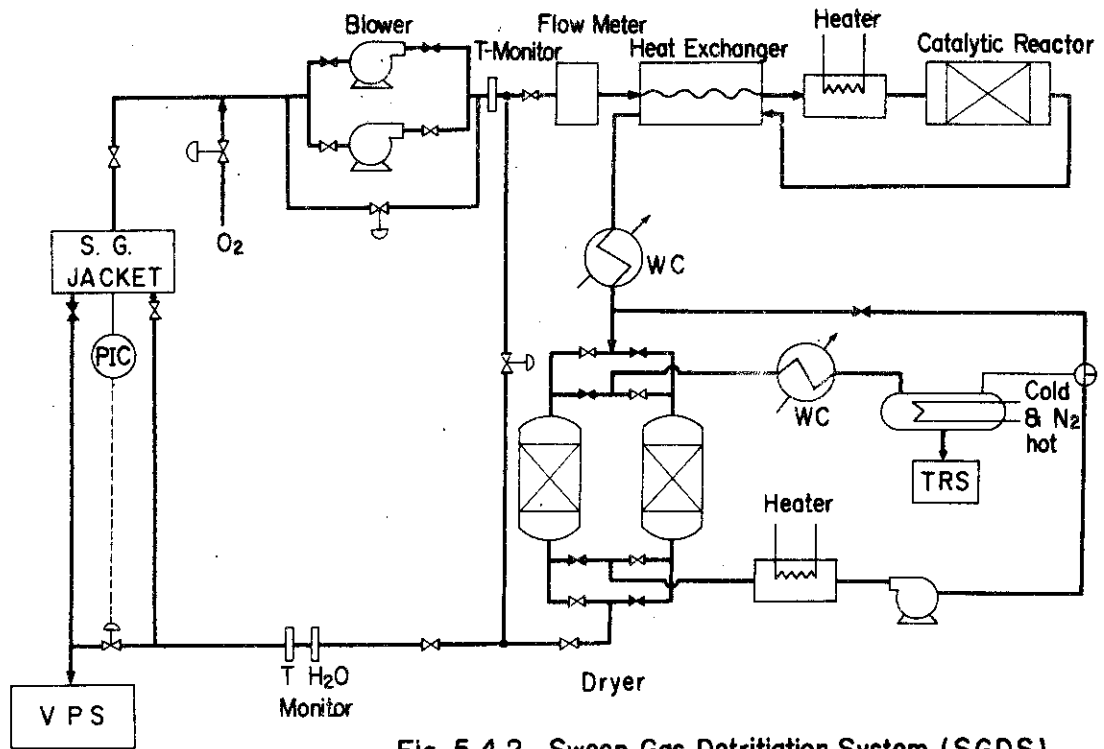 Blower
Flow Meter
T-Monitor
Heat Exchanger
Heater
Catalytic Reactor
O₂
S. G.
JACKET
PIC
WC
WC
Cold
& N₂
hot
TRS
Heater
T H₂O
Monitor
Dryer
V P S
Fig. 5.4.2 Sweep Gas Detritiation System (SGDS)